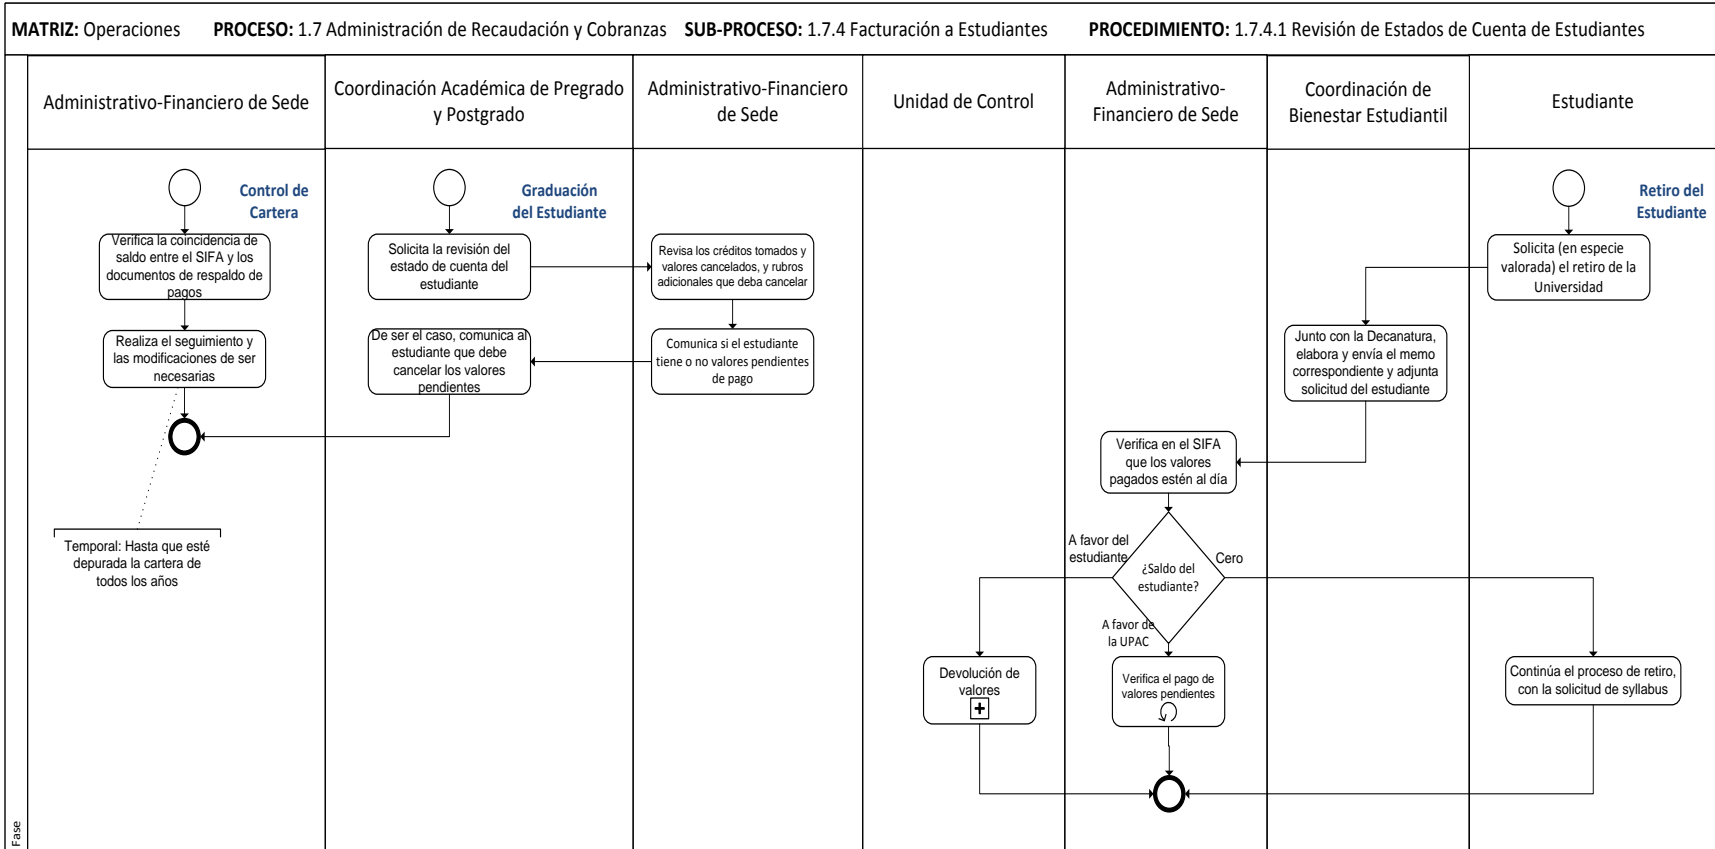 MATRIZ: Operaciones PROCESO: 1.7 Administración de Recaudación y Cobranzas SUB-PROCESO: 1.7.4 Facturación a Estudiantes PROCEDIMIENTO: 1.7.4.1 Revisión de Estados de Cuenta de Estudiantes
Fase
Administrativo-Financiero de Sede
Coordinación Académica de Pregrado
y Postgrado
Administrativo-Financiero
de Sede
Unidad de Control
Administrativo-
Financiero de Sede
Coordinación de
Bienestar Estudiantil
Estudiante
Control de
Cartera
Verifica la coincidencia de
saldo entre el SIFA y los
documentos de respaldo de
pagos
Realiza el seguimiento y
las modificaciones de ser
necesarias
Temporal: Hasta que esté
depurada la cartera de
todos los años
Graduación
del Estudiante
Solicita la revisión del
estado de cuenta del
estudiante
Revisa los créditos tomados y
valores cancelados, y rubros
adicionales que deba cancelar
Comunica si el estudiante
tiene o no valores pendientes
de pago
De ser el caso, comunica al
estudiante que debe
cancelar los valores
pendientes
Retiro del
Estudiante
Solicita (en especie
valorada) el retiro de la
Universidad
Junto con la Decanatura,
elabora y envía el memo
correspondiente y adjunta
solicitud del estudiante
Verifica en el SIFA
que los valores
pagados estén al día
¿Saldo del
estudiante?
A favor del
estudiante
Cero
A favor de
la UPAC
Devolución de
valores
Verifica el pago de
valores pendientes
Continúa el proceso de retiro,
con la solicitud de syllabus